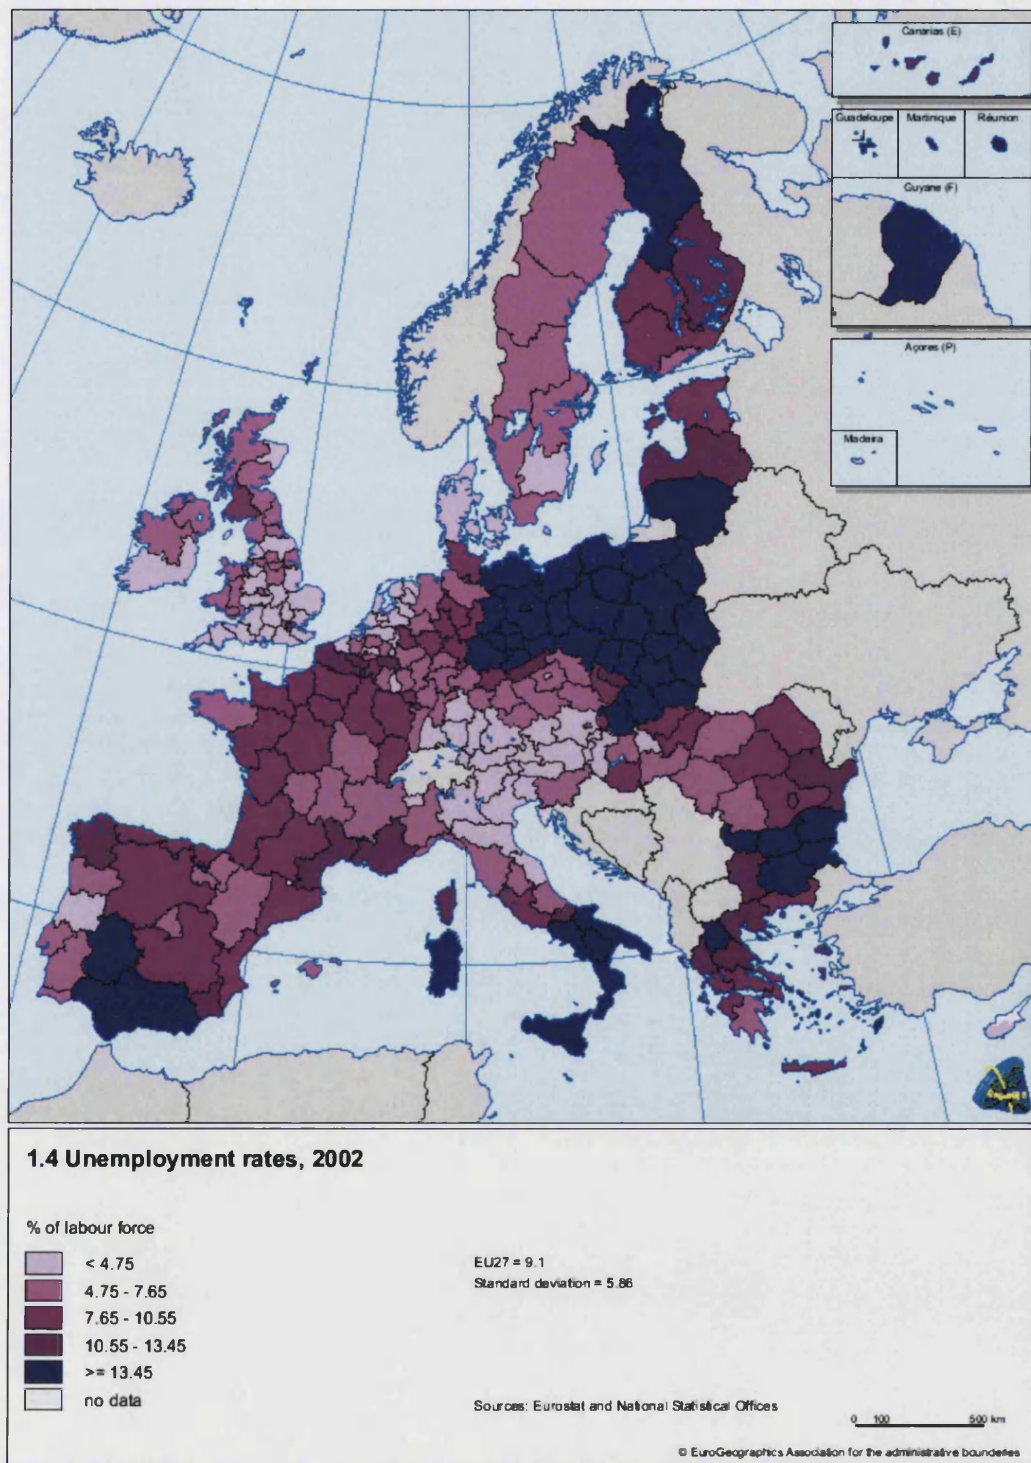 Canarias (E)
Guadeloupe
Martinique
Réunion
Guyane (F)
Açores (P)
Madeira
1.4 Unemployment rates, 2002
% of labour force
< 4.75
4.75 - 7.65
7.65 - 10.55
10.55 - 13.45
>= 13.45
no data
EU27 = 9.1
Standard deviation = 5.86
Sources: Eurostat and National Statistical Offices
0 100 500 km
© EuroGeographics Association for the administrative boundaries